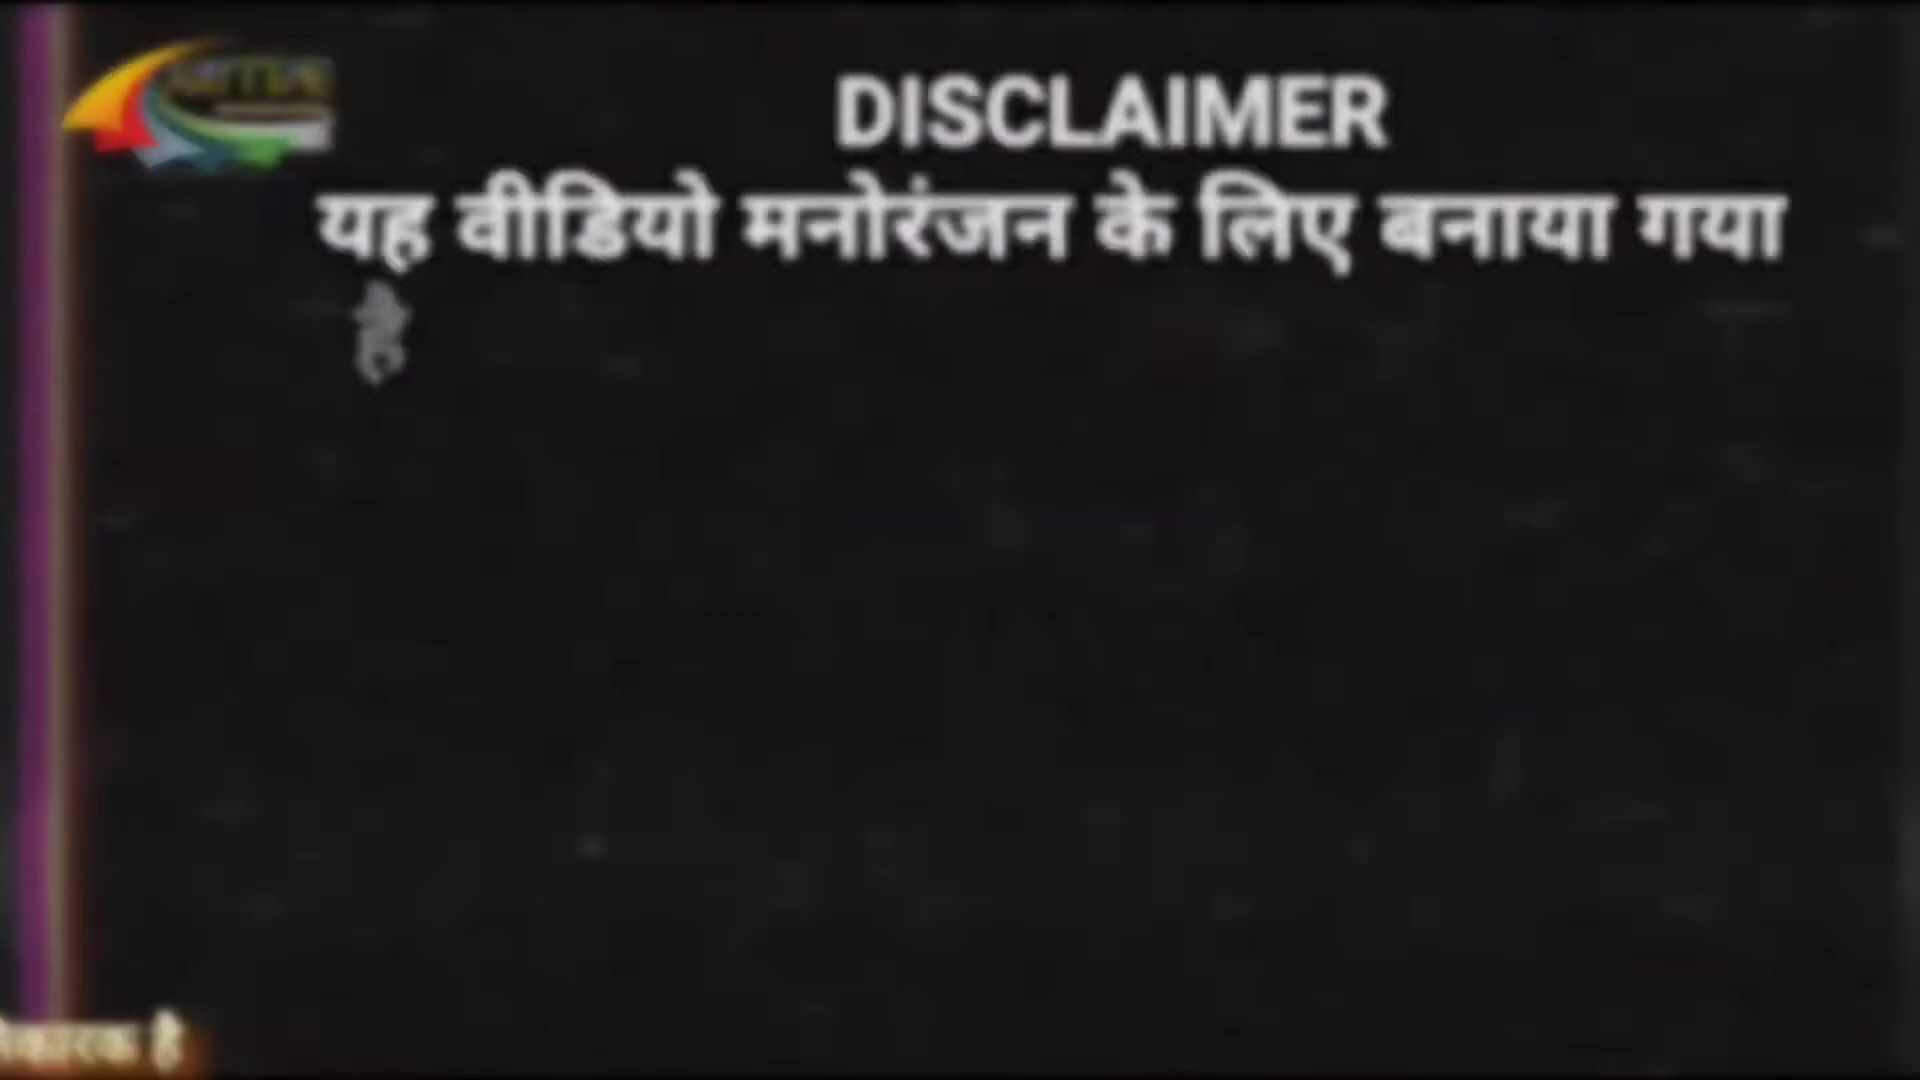 DISCLAIMER
यह वीडियो मनोरंजन के लिए बनाया गया
है
है